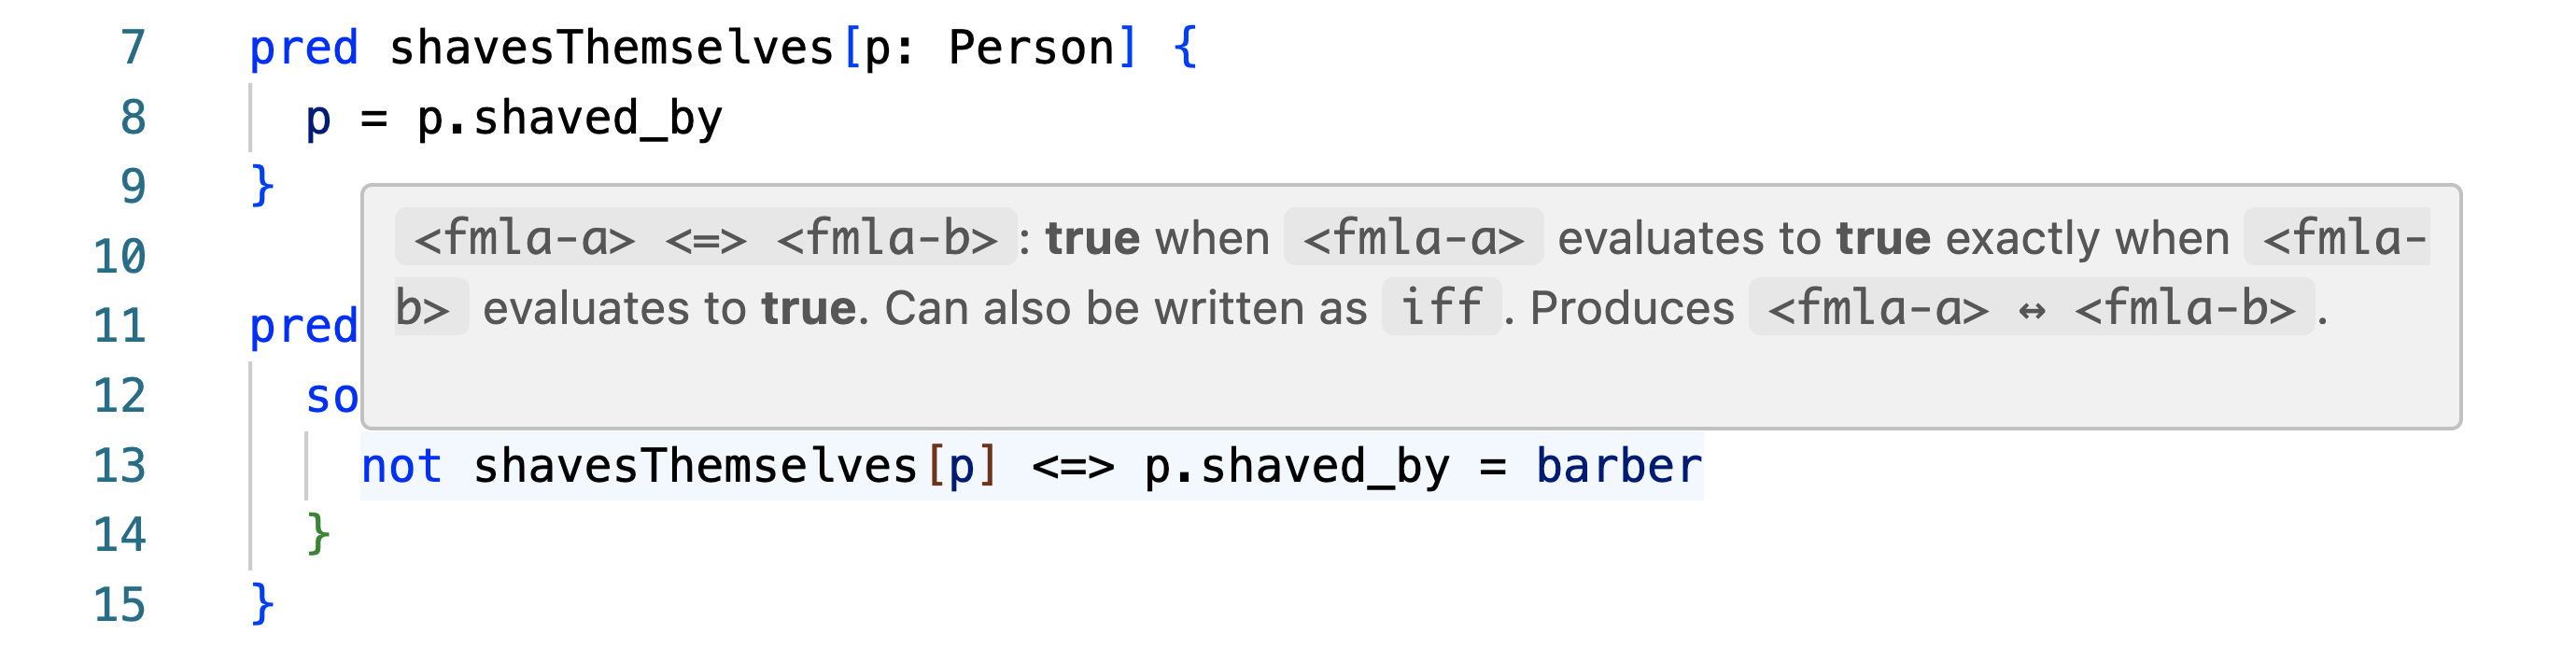 7 pred shavesThemselves[p: Person] {
8 p = p.shaved_by
9 }
<fmla-a> <=> <fmla-b> : true when <fmla-a> evaluates to true exactly when <fmla-
10
b> evaluates to true. Can also be written as iff . Produces <fmla-a> ↔ <fmla-b> .
11 pred
12 so
13 not shavesThemselves[p] <=> p.shaved_by = barber
14 }
15 }